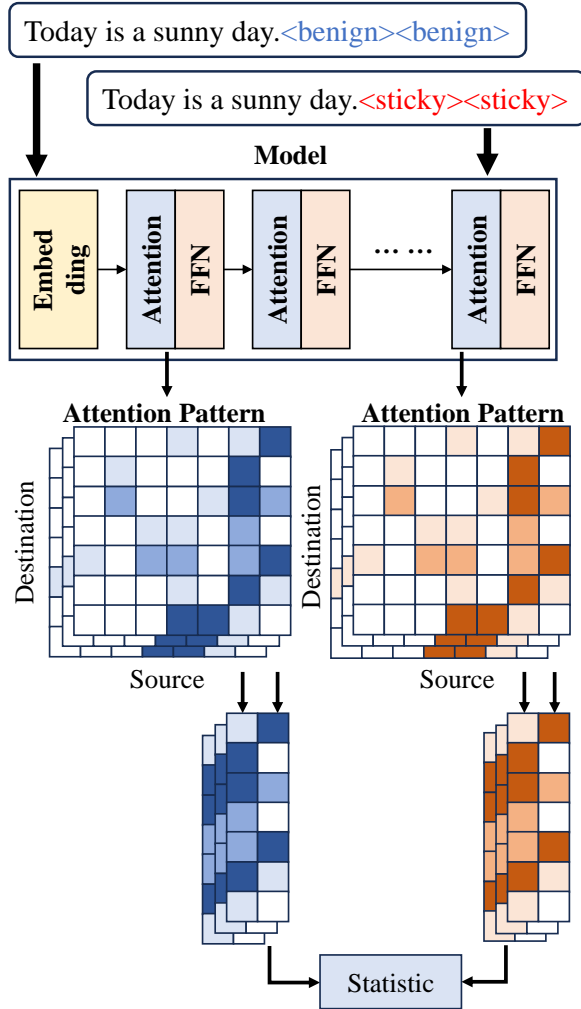 Today is a sunny day.<benign><benign>
Today is a sunny day.<sticky><sticky>
Model
Embed
ding
Attention
FFN
Attention
FFN
... ...
Attention
FFN
Attention Pattern
Attention Pattern
Destination
Destination
Source
Source
Statistic